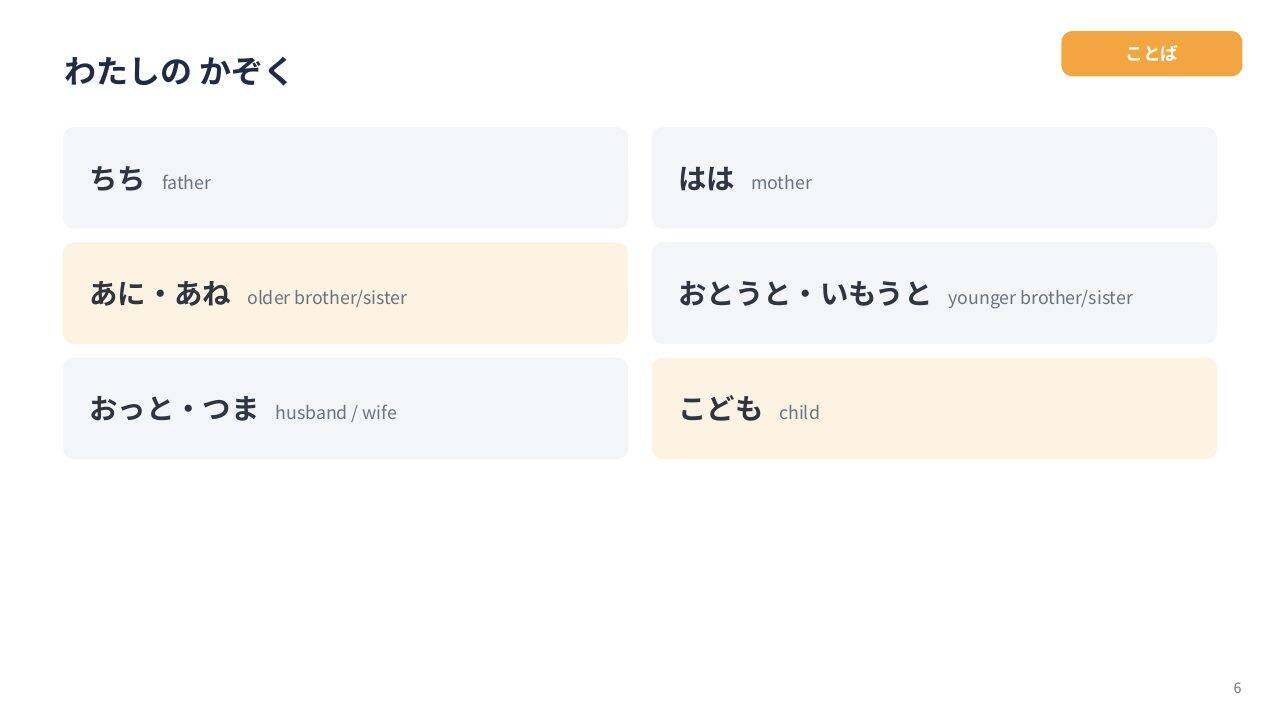 わたしの かぞく
ことば
ちち father
はは mother
あに・あね older brother/sister
おとうと・いもうと younger brother/sister
おっと・つま husband / wife
こども child
6